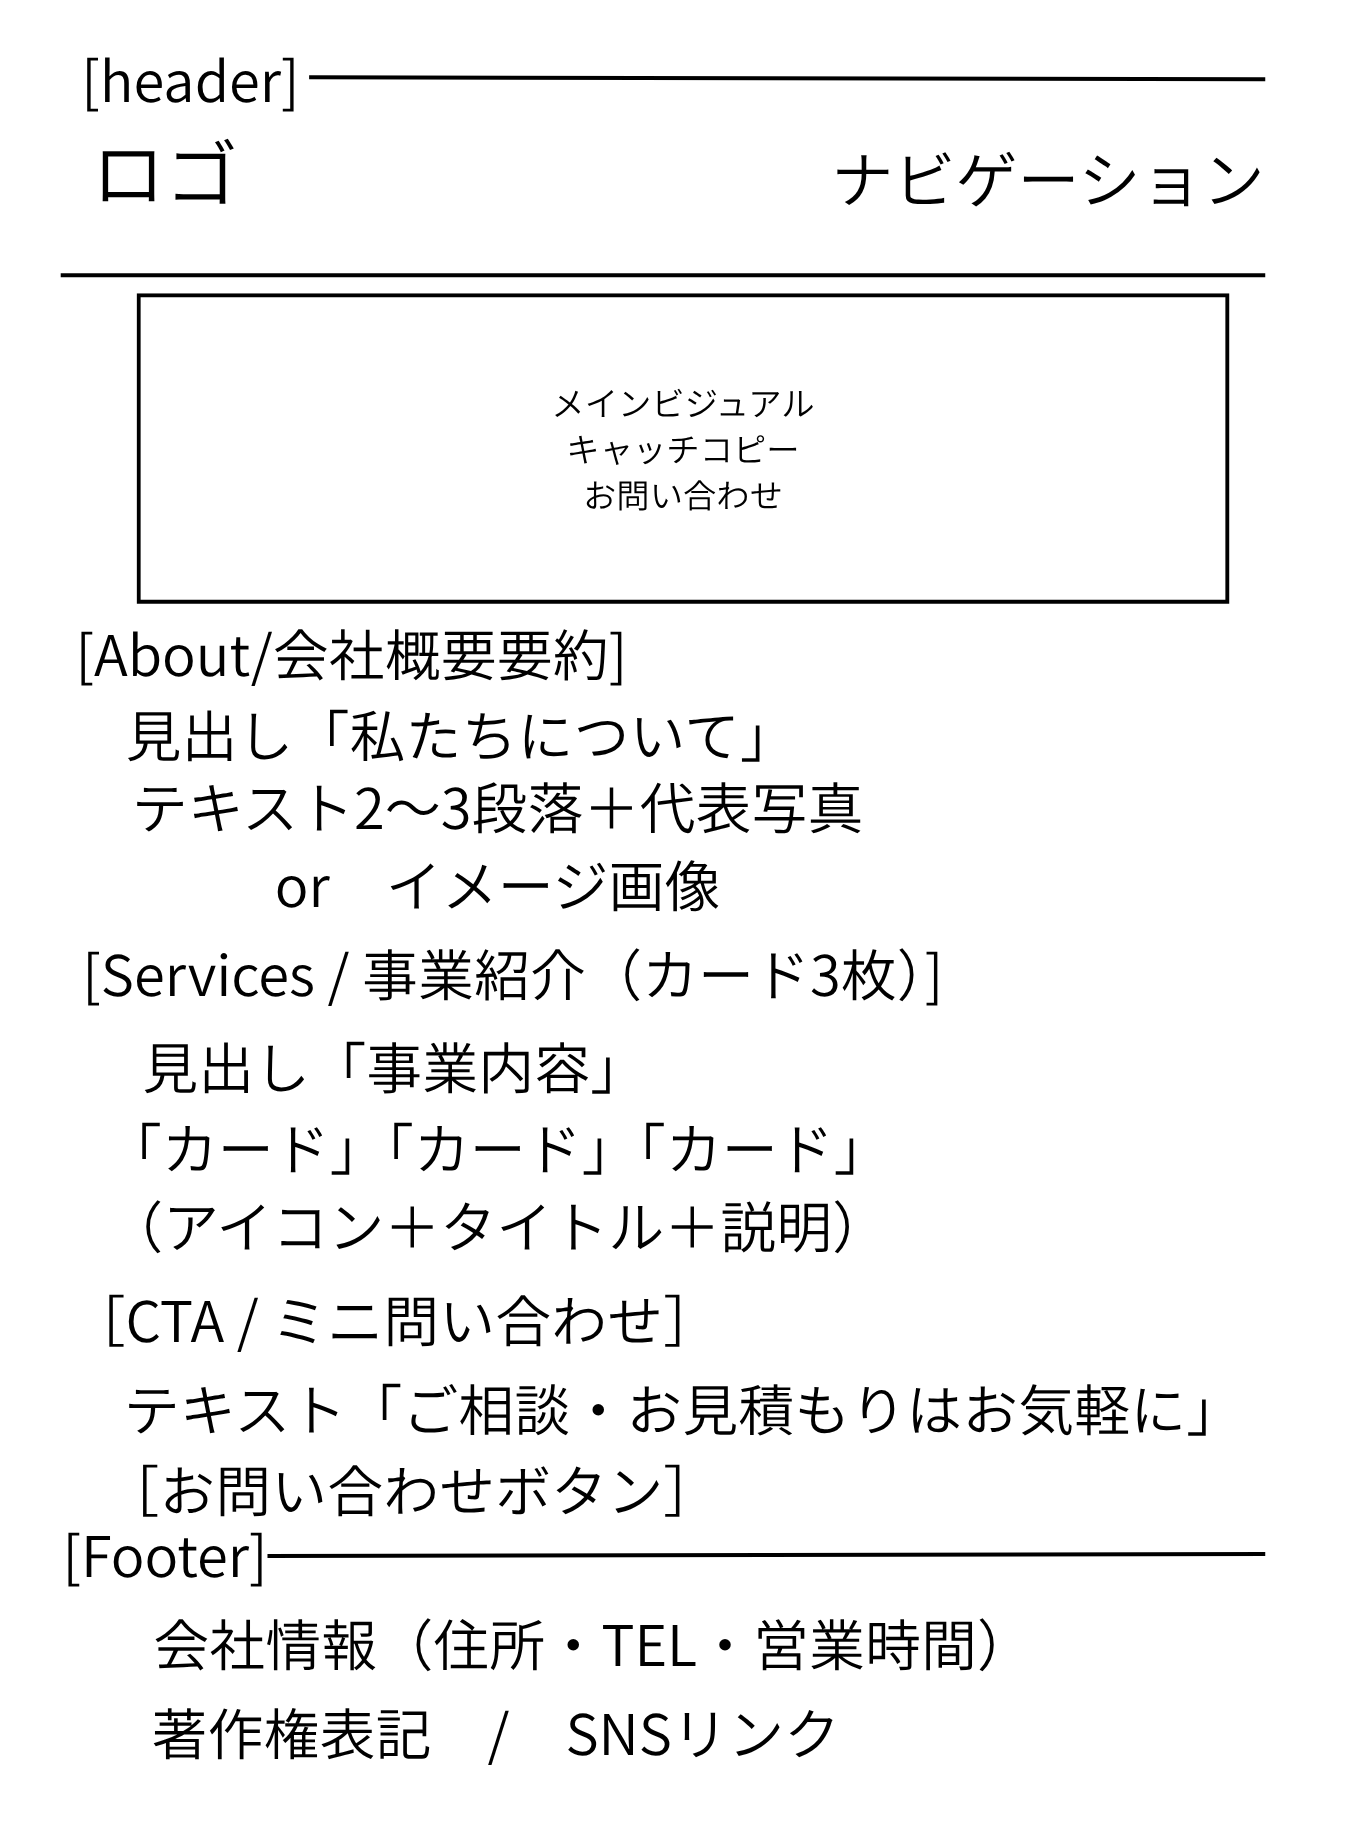 [header]
ロゴ
ナビゲーション
メインビジュアル
キャッチコピー
お問い合わせ
[About/会社概要要約]
見出し「私たちについて」
テキスト2〜3段落＋代表写真
or　イメージ画像
[Services / 事業紹介（カード3枚）]
見出し「事業内容」
「カード」「カード」「カード」
（アイコン＋タイトル＋説明）
[CTA / ミニ問い合わせ]
テキスト「ご相談・お見積もりはお気軽に」
[お問い合わせボタン]
[Footer]
会社情報（住所・TEL・営業時間）
著作権表記　/　SNSリンク